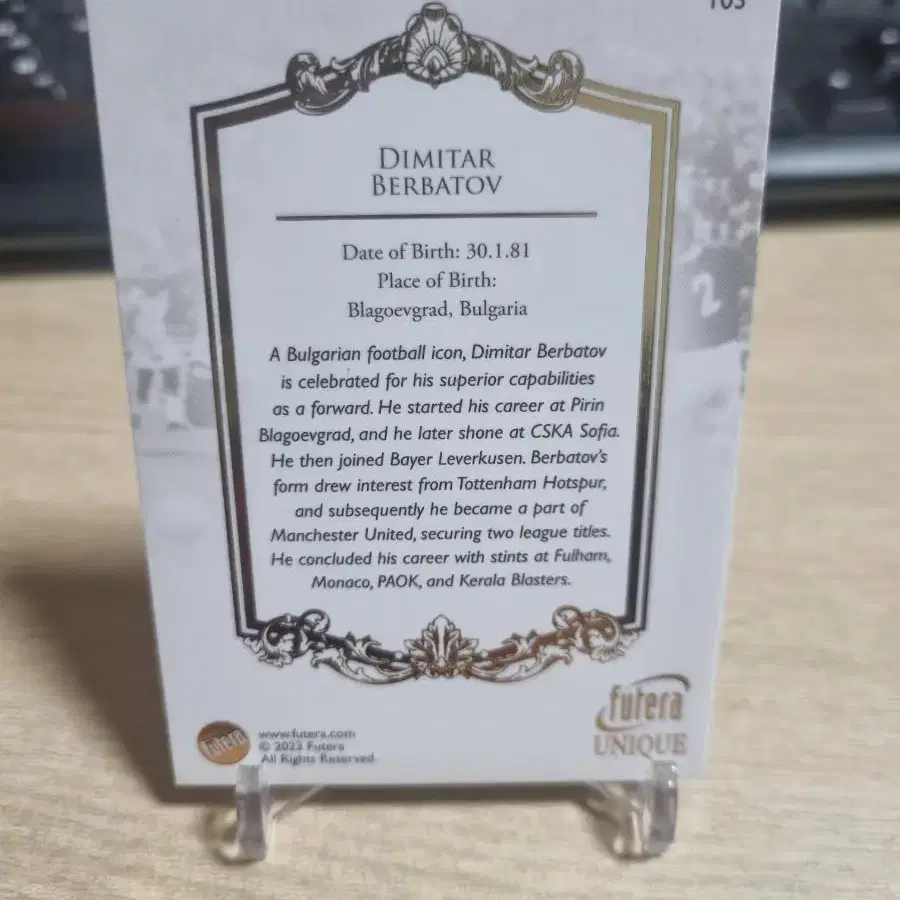 103
DIMITAR
BERBATOV
Date of Birth: 30.1.81
Place of Birth:
Blagoevgrad, Bulgaria
A Bulgarian football icon, Dimitar Berbatov
is celebrated for his superior capabilities
as a forward. He started his career at Pirin
Blagoevgrad, and he later shone at CSKA Sofia.
He then joined Bayer Leverkusen. Berbatov's
form drew interest from Tottenham Hotspur,
and subsequently he became a part of
Manchester United, securing two league titles.
He concluded his career with stints at Fulham,
Monaco, PAOK, and Kerala Blasters.
futera
UNIQUE
futera
www.futera.com
© 2023 Futera
All Rights Reserved.
2